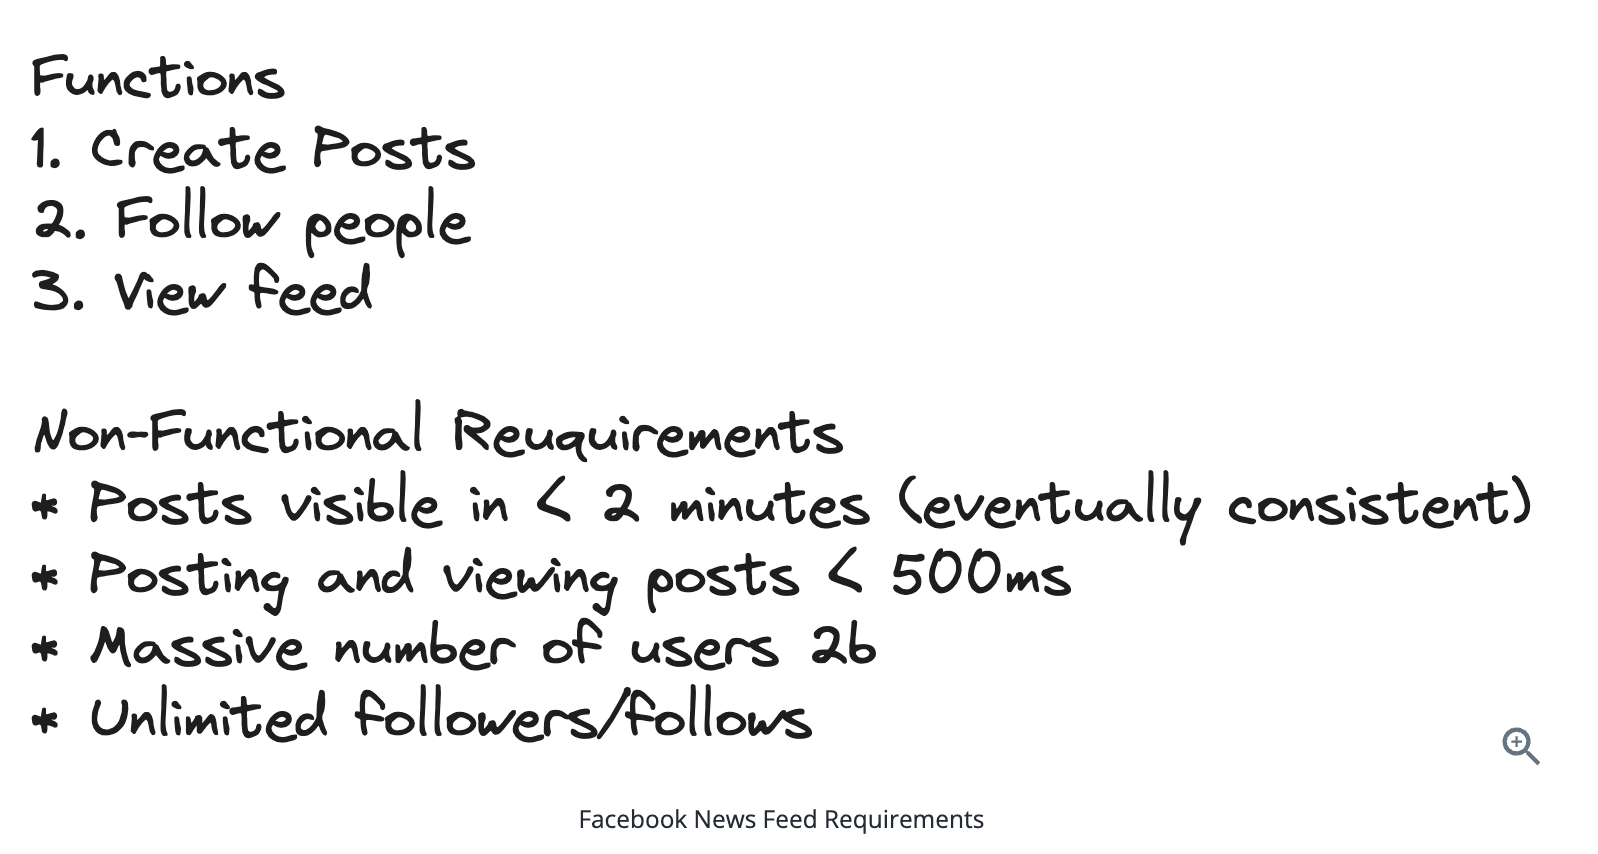 Functions
1. Create Posts
2. Follow people
3. View feed
Non-Functional Reuquirements
* Posts visible in < 2 minutes (eventually consistent)
* Posting and viewing posts < 500ms
* Massive number of users 2b
* Unlimited followers/follows
Facebook News Feed Requirements